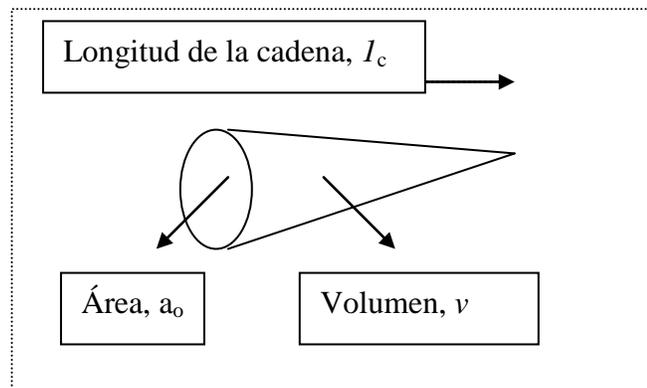 Longitud de la cadena, lc
Área, ao
Volumen, v